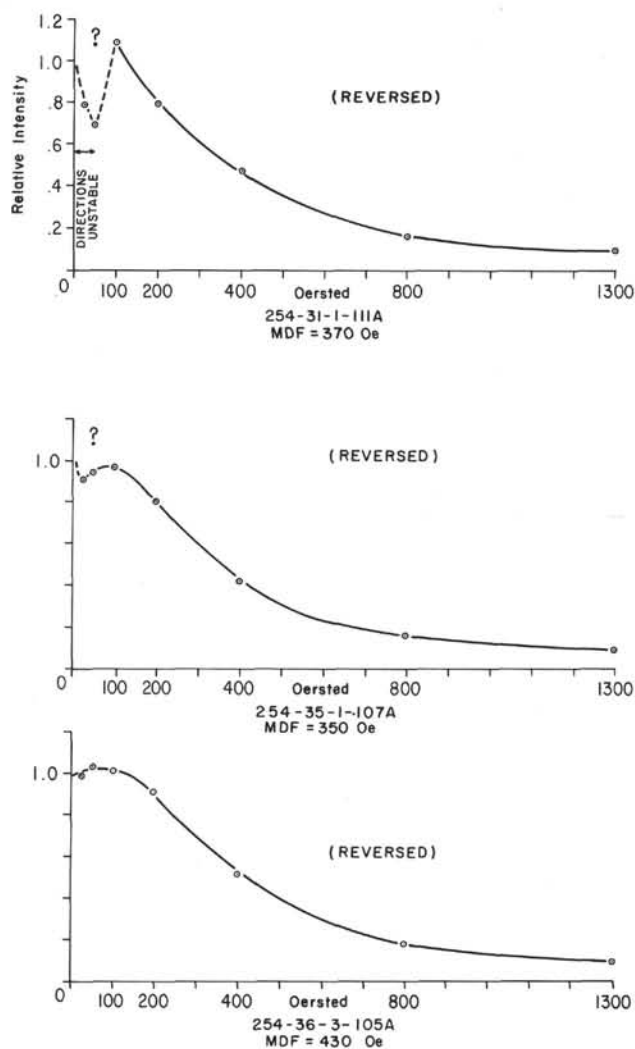 1.2
?
1.0
(REVERSED)
.8
Relative Intensity
.6
.4
DIRECTIONS
UNSTABLE
.2
0 100 200 400 800 1300
Oersted
254-31-1-111A
MDF = 370 Oe
?
1.0
(REVERSED)
0 100 200 400 800 1300
Oersted
254-35-1-107A
MDF = 350 Oe
1.0
(REVERSED)
0 100 200 400 800 1300
Oersted
254-36-3-105A
MDF = 430 Oe